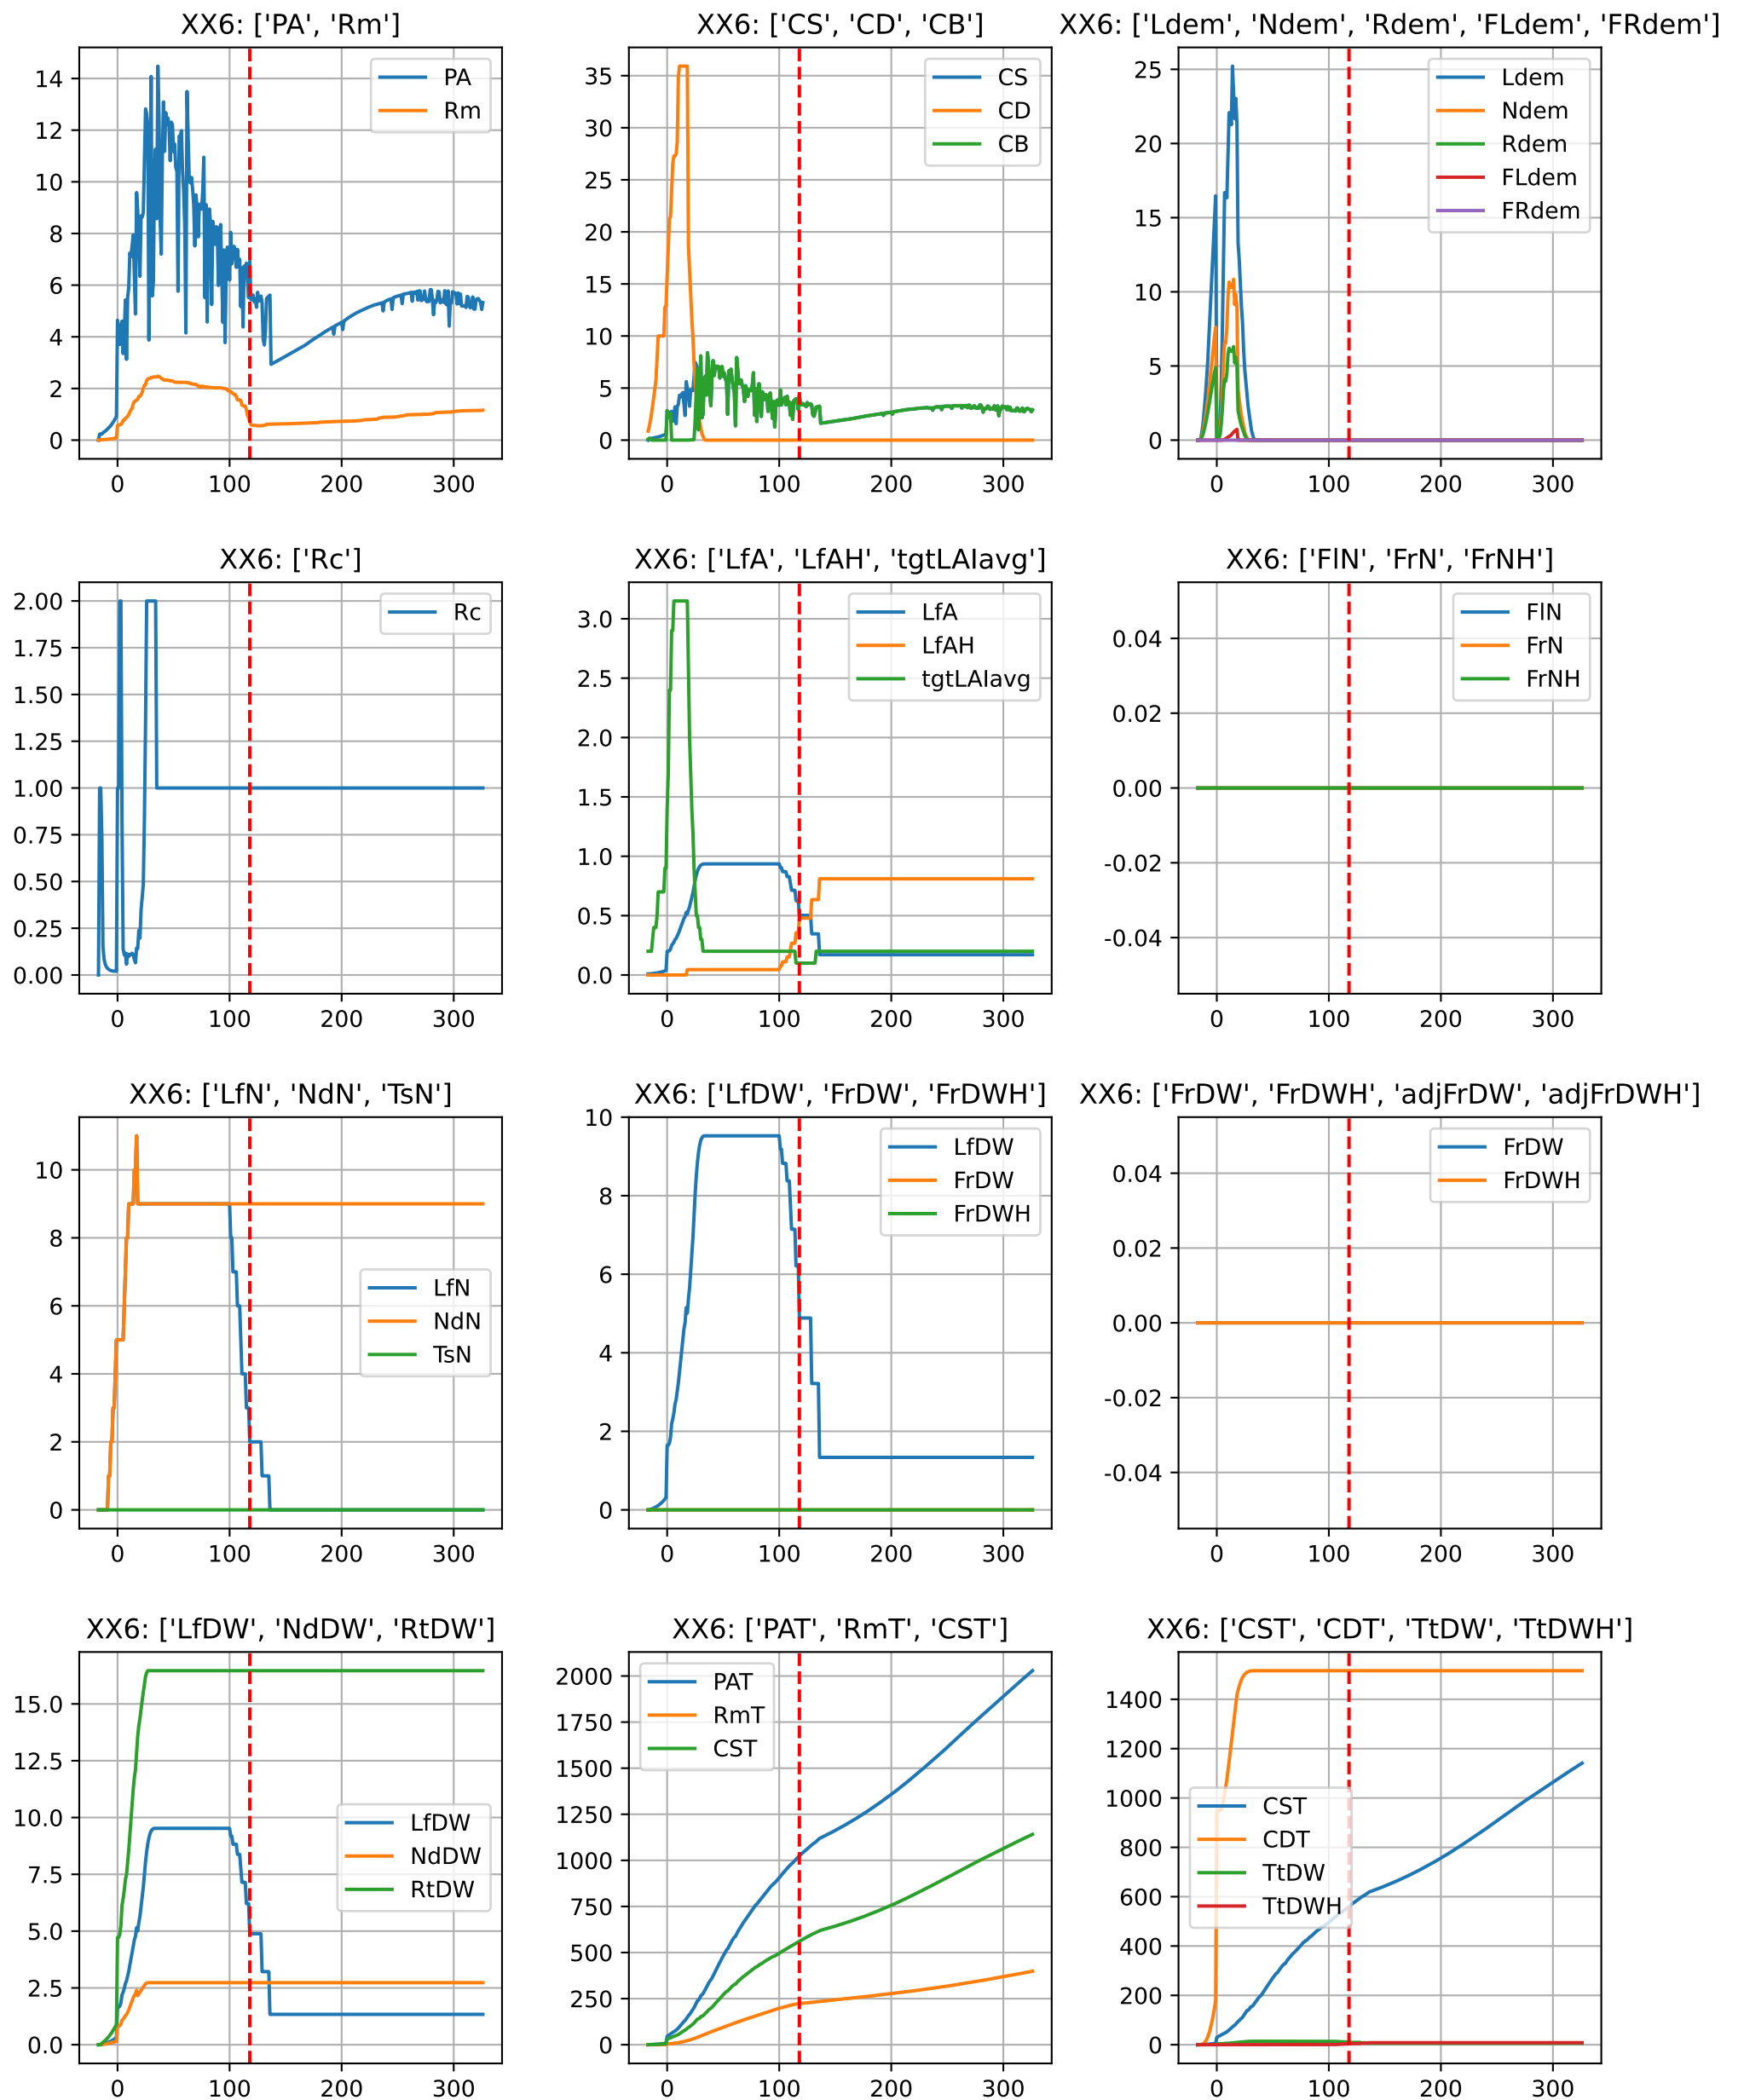 XX6: ['PA', 'Rm']
14
12
10
8
6
4
2
0
0 100 200 300
PA
Rm
XX6: ['CS', 'CD', 'CB']
35
30
25
20
15
10
5
0
0 100 200 300
CS
CD
CB
XX6: ['Ldem', 'Ndem', 'Rdem', 'FLdem', 'FRdem']
25
20
15
10
5
0
0 100 200 300
Ldem
Ndem
Rdem
FLdem
FRdem
XX6: ['Rc']
2.00
1.75
1.50
1.25
1.00
0.75
0.50
0.25
0.00
0 100 200 300
Rc
XX6: ['LfA', 'LfAH', 'tgtLAIavg']
3.0
2.5
2.0
1.5
1.0
0.5
0.0
0 100 200 300
LfA
LfAH
tgtLAIavg
XX6: ['FlN', 'FrN', 'FrNH']
0.04
0.02
0.00
-0.02
-0.04
0 100 200 300
FlN
FrN
FrNH
XX6: ['LfN', 'NdN', 'TsN']
10
8
6
4
2
0
0 100 200 300
LfN
NdN
TsN
XX6: ['LfDW', 'FrDW', 'FrDWH']
10
8
6
4
2
0
0 100 200 300
LfDW
FrDW
FrDWH
XX6: ['FrDW', 'FrDWH', 'adjFrDW', 'adjFrDWH']
0.04
0.02
0.00
-0.02
-0.04
0 100 200 300
FrDW
FrDWH
XX6: ['LfDW', 'NdDW', 'RtDW']
15.0
12.5
10.0
7.5
5.0
2.5
0.0
0 100 200 300
LfDW
NdDW
RtDW
XX6: ['PAT', 'RmT', 'CST']
2000
1750
1500
1250
1000
750
500
250
0
0 100 200 300
PAT
RmT
CST
XX6: ['CST', 'CDT', 'TtDW', 'TtDWH']
1400
1200
1000
800
600
400
200
0
0 100 200 300
CST
CDT
TtDW
TtDWH